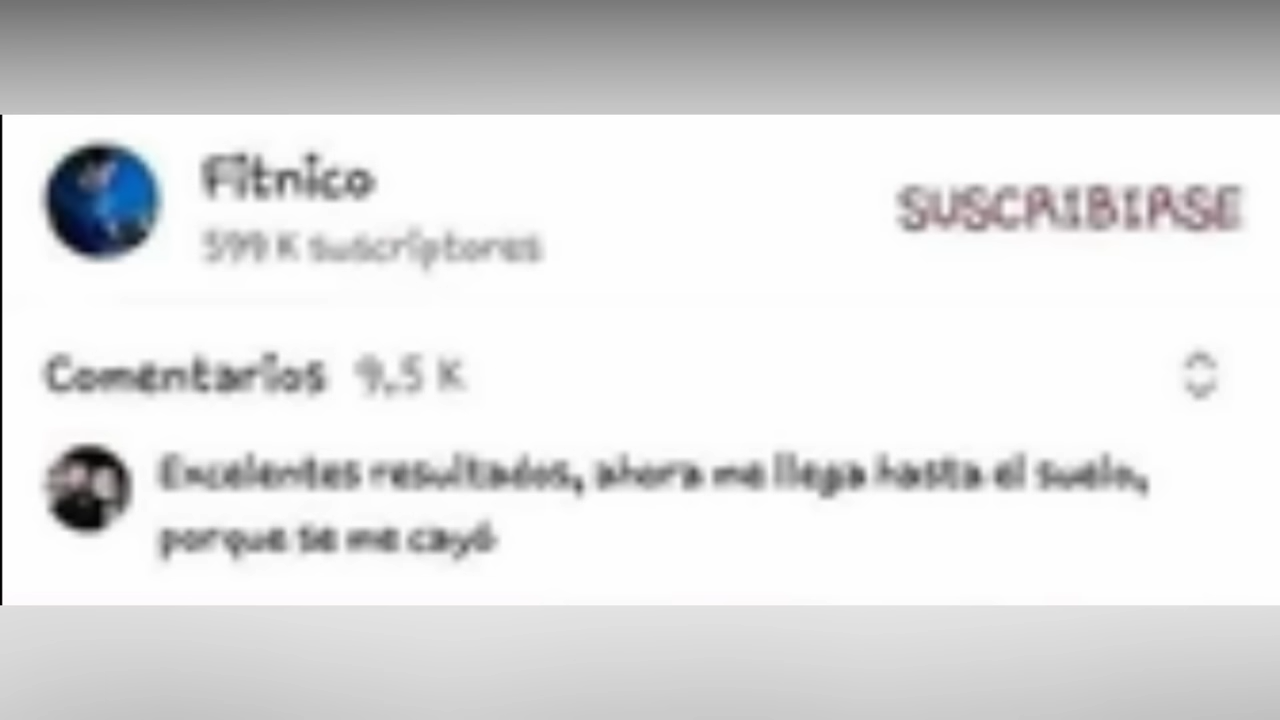 Fitnico
599 K suscriptores
SUSCRIBIRSE
Comentarios 9,5 K
Excelentes resultados, ahora me llega hasta el suelo,
porque se me cayó